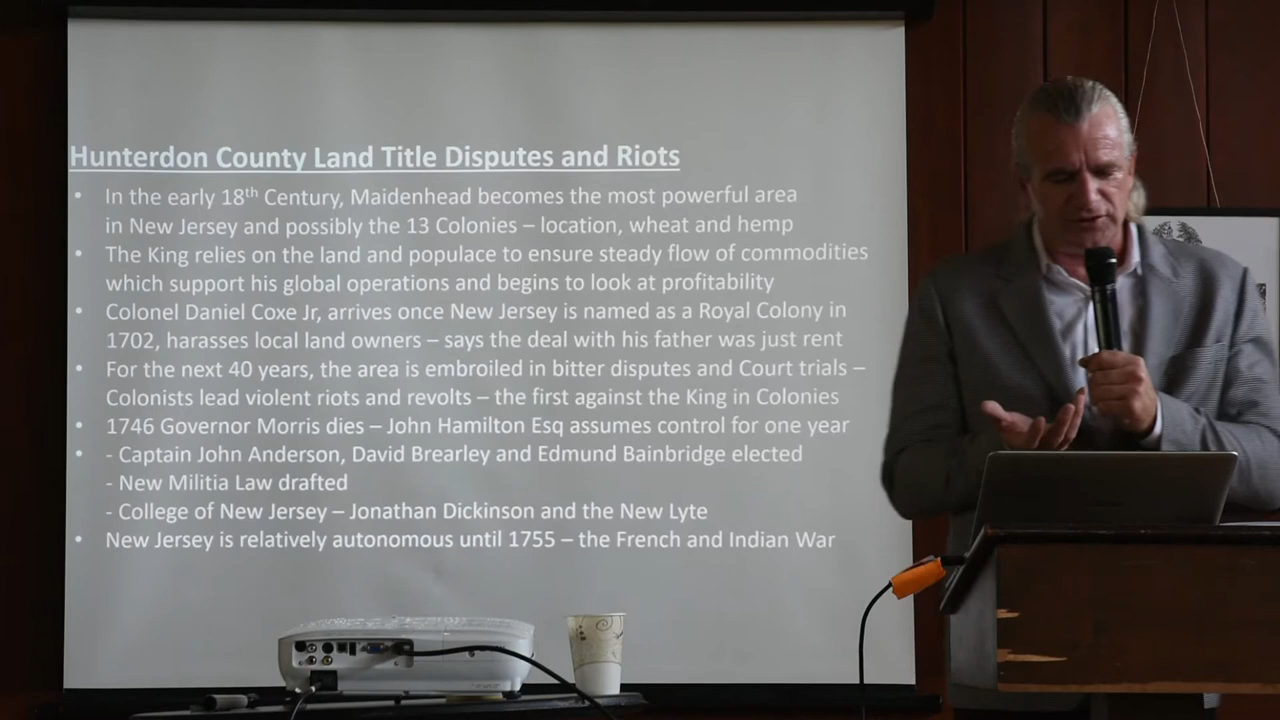 Hunterdon County Land Title Disputes and Riots
• In the early 18th Century, Maidenhead becomes the most powerful area
in New Jersey and possibly the 13 Colonies – location, wheat and hemp
• The King relies on the land and populace to ensure steady flow of commodities
which support his global operations and begins to look at profitability
• Colonel Daniel Coxe Jr, arrives once New Jersey is named as a Royal Colony in
1702, harasses local land owners – says the deal with his father was just rent
• For the next 40 years, the area is embroiled in bitter disputes and Court trials –
Colonists lead violent riots and revolts – the first against the King in Colonies
• 1746 Governor Morris dies – John Hamilton Esq assumes control for one year
• - Captain John Anderson, David Brearley and Edmund Bainbridge elected
- New Militia Law drafted
- College of New Jersey – Jonathan Dickinson and the New Lyte
• New Jersey is relatively autonomous until 1755 – the French and Indian War